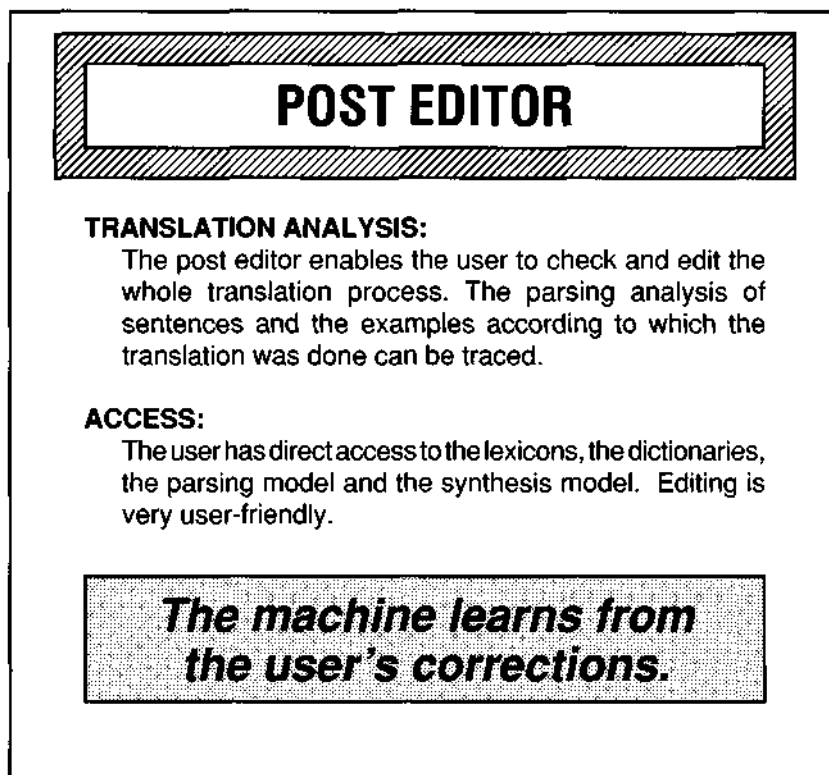 POST EDITOR
TRANSLATION ANALYSIS:
The post editor enables the user to check and edit the
whole translation process. The parsing analysis of
sentences and the examples according to which the
translation was done can be traced.
ACCESS:
The user has direct access to the lexicons, the dictionaries,
the parsing model and the synthesis model. Editing is
very user-friendly.
The machine learns from
the user's corrections.